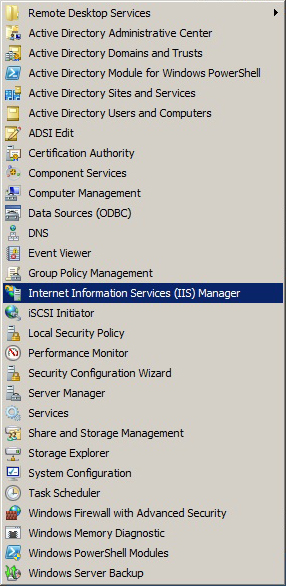 Remote Desktop Services
Active Directory Administrative Center
Active Directory Domains and Trusts
Active Directory Module for Windows PowerShell
Active Directory Sites and Services
Active Directory Users and Computers
ADSI Edit
Certification Authority
Component Services
Computer Management
Data Sources (ODBC)
DNS
Event Viewer
Group Policy Management
Internet Information Services (IIS) Manager
iSCSI Initiator
Local Security Policy
Performance Monitor
Security Configuration Wizard
Server Manager
Services
Share and Storage Management
Storage Explorer
System Configuration
Task Scheduler
Windows Firewall with Advanced Security
Windows Memory Diagnostic
Windows PowerShell Modules
Windows Server Backup